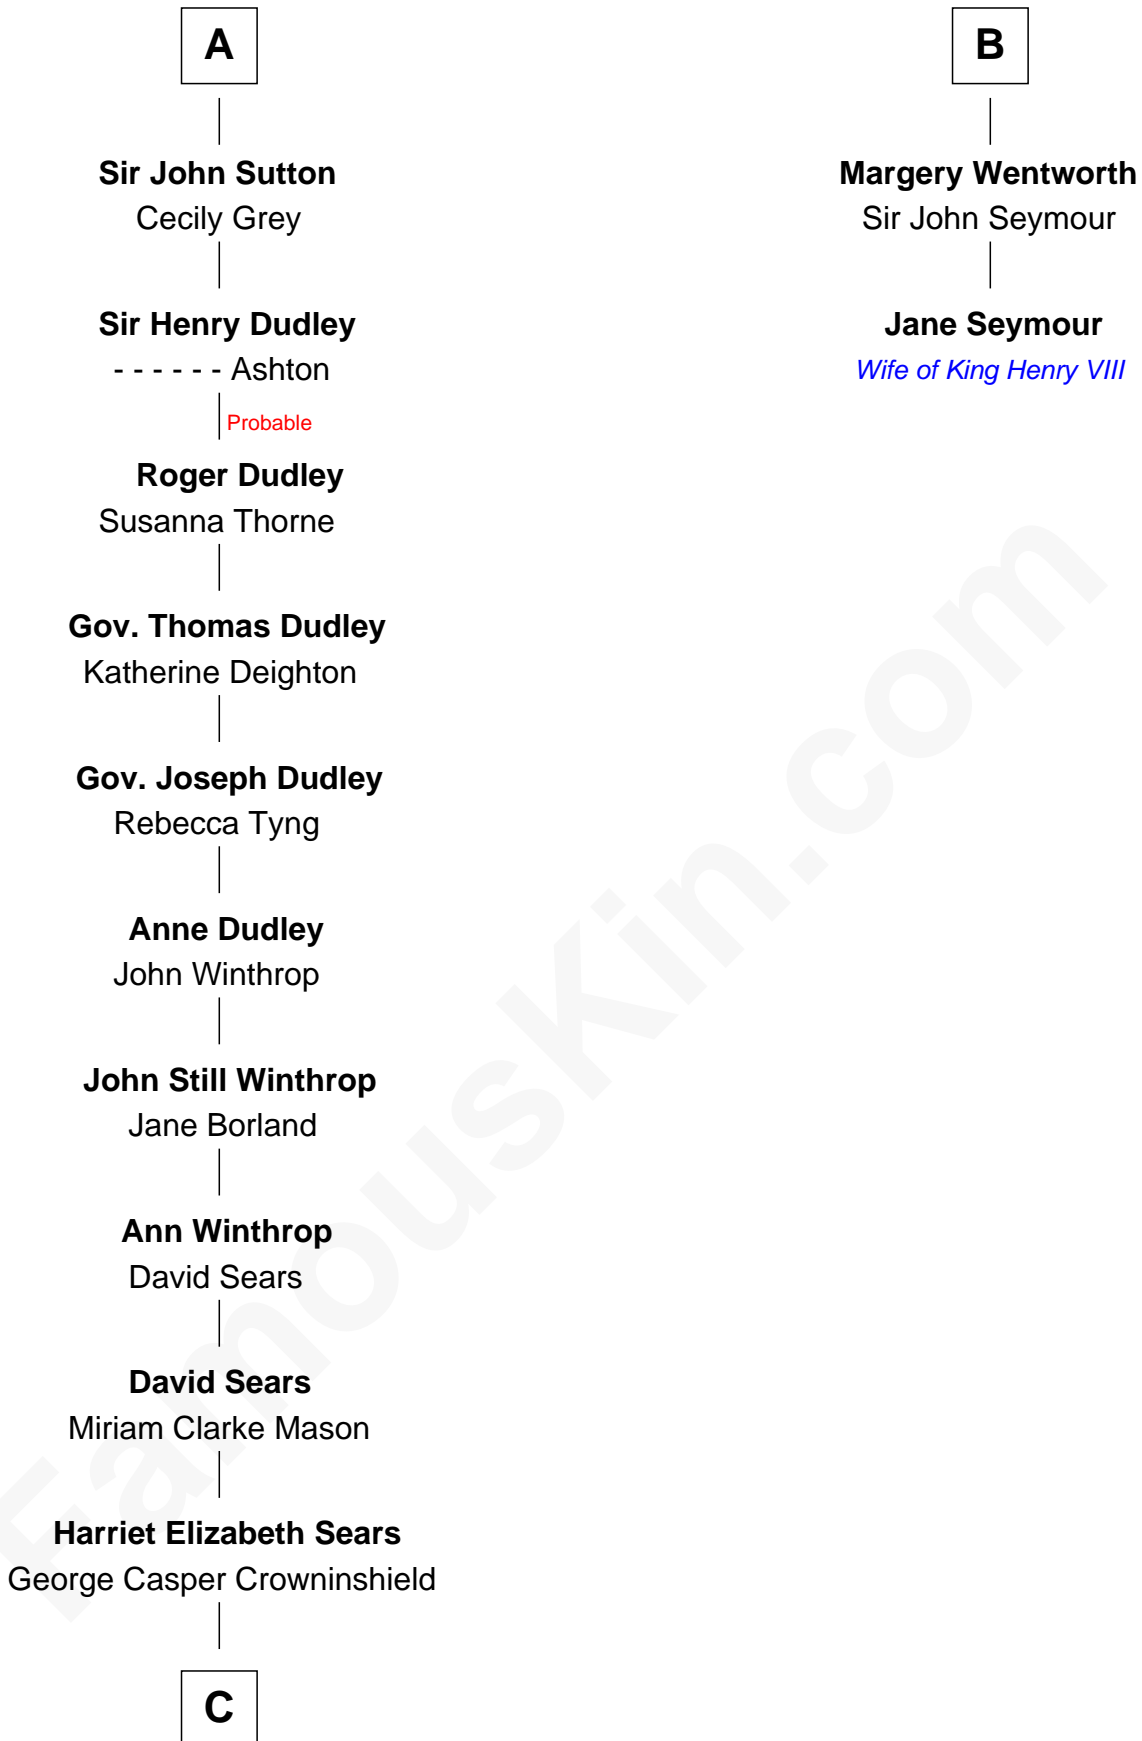 A
Sir John Sutton
Cecily Grey
Sir Henry Dudley
- - - - - - Ashton
Probable
Roger Dudley
Susanna Thorne
Gov. Thomas Dudley
Katherine Deighton
Gov. Joseph Dudley
Rebecca Tyng
Anne Dudley
John Winthrop
John Still Winthrop
Jane Borland
Ann Winthrop
David Sears
David Sears
Miriam Clarke Mason
Harriet Elizabeth Sears
George Casper Crowninshield
C
B
Margery Wentworth
Sir John Seymour
Jane Seymour
Wife of King Henry VIII
FamousKin.com